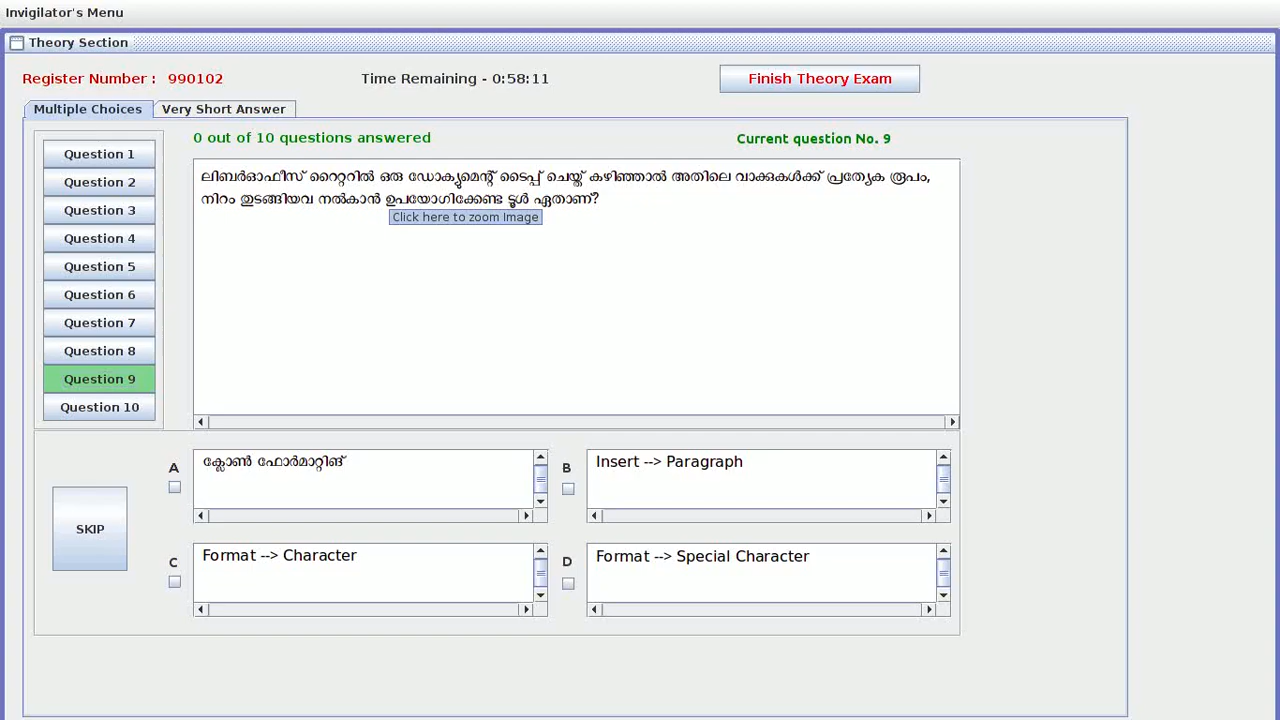 Invigilator's Menu
Theory Section
Register Number : 990102
Time Remaining - 0:58:11
Finish Theory Exam
Multiple Choices
Very Short Answer
0 out of 10 questions answered
Current question No. 9
Question 1
Question 2
Question 3
Question 4
Question 5
Question 6
Question 7
Question 8
Question 9
Question 10
ലിബർഓഫീസ് റൈറ്ററിൽ ഒരു ഡോക്യുമെന്റ് ടൈപ്പ് ചെയ്ത് കഴിഞ്ഞാൽ അതിലെ വാക്കുകൾക്ക് പ്രത്യേക രൂപം,
നിറം തുടങ്ങിയവ നൽകാൻ ഉപയോഗിക്കേണ്ട ടൂൾ ഏതാണ്?
Click here to zoom Image
SKIP
A
ക്ലോൺ ഫോർമാറ്റിങ്
B
Insert --> Paragraph
C
Format --> Character
D
Format --> Special Character